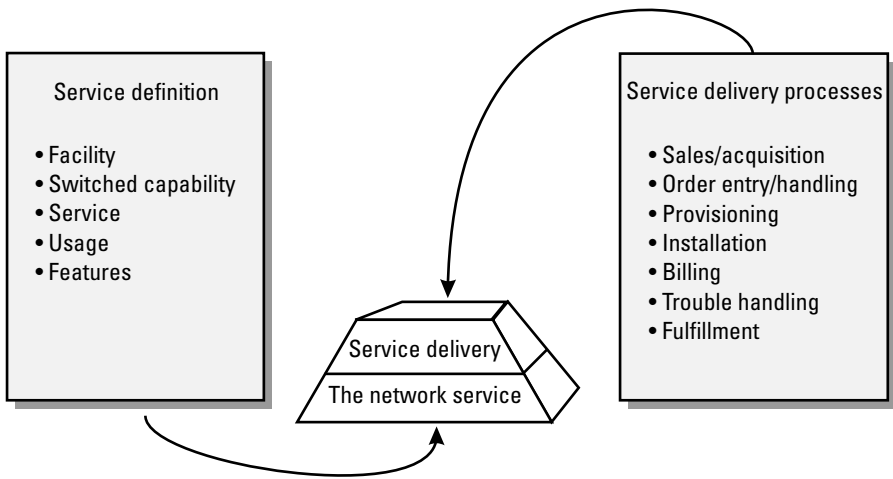 Service definition
• Facility
• Switched capability
• Service
• Usage
• Features
Service delivery
The network service
Service delivery processes
• Sales/acquisition
• Order entry/handling
• Provisioning
• Installation
• Billing
• Trouble handling
• Fulfillment